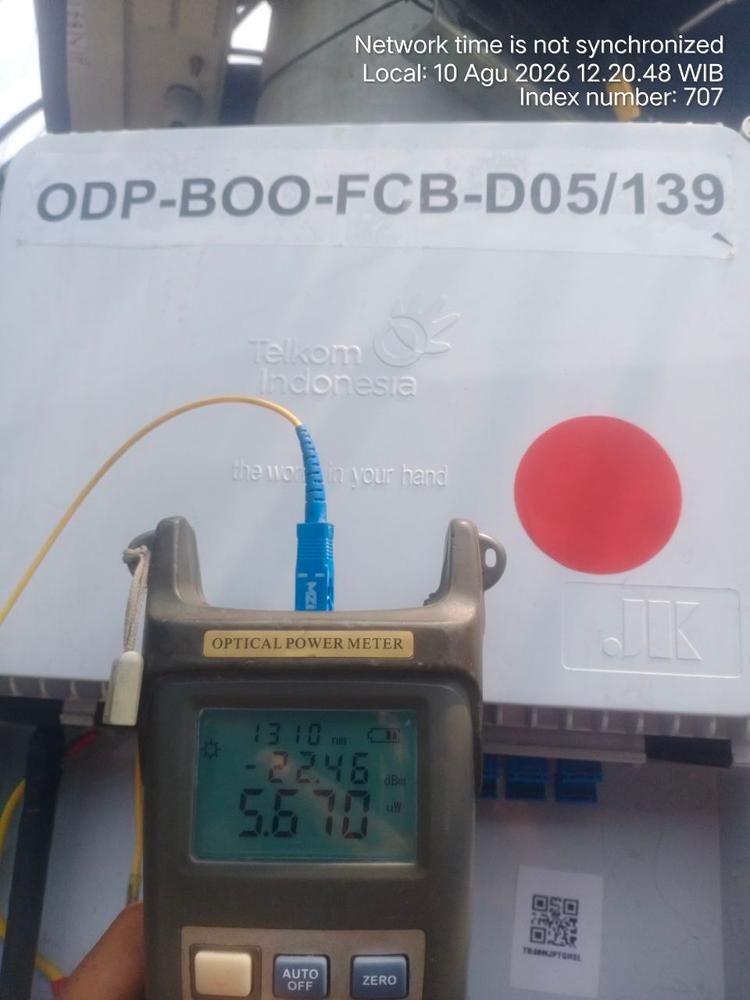 Network time is not synchronized
Local: 10 Agu 2026 12.20.48 WIB
Index number: 707
ODP-BOO-FCB-D05/139
Telkom
Indonesia
the in your hand
JIK
OPTICAL POWER METER
1310 nm
-22.46 dBm
5.670 uW
AUTO
OFF
ZERO